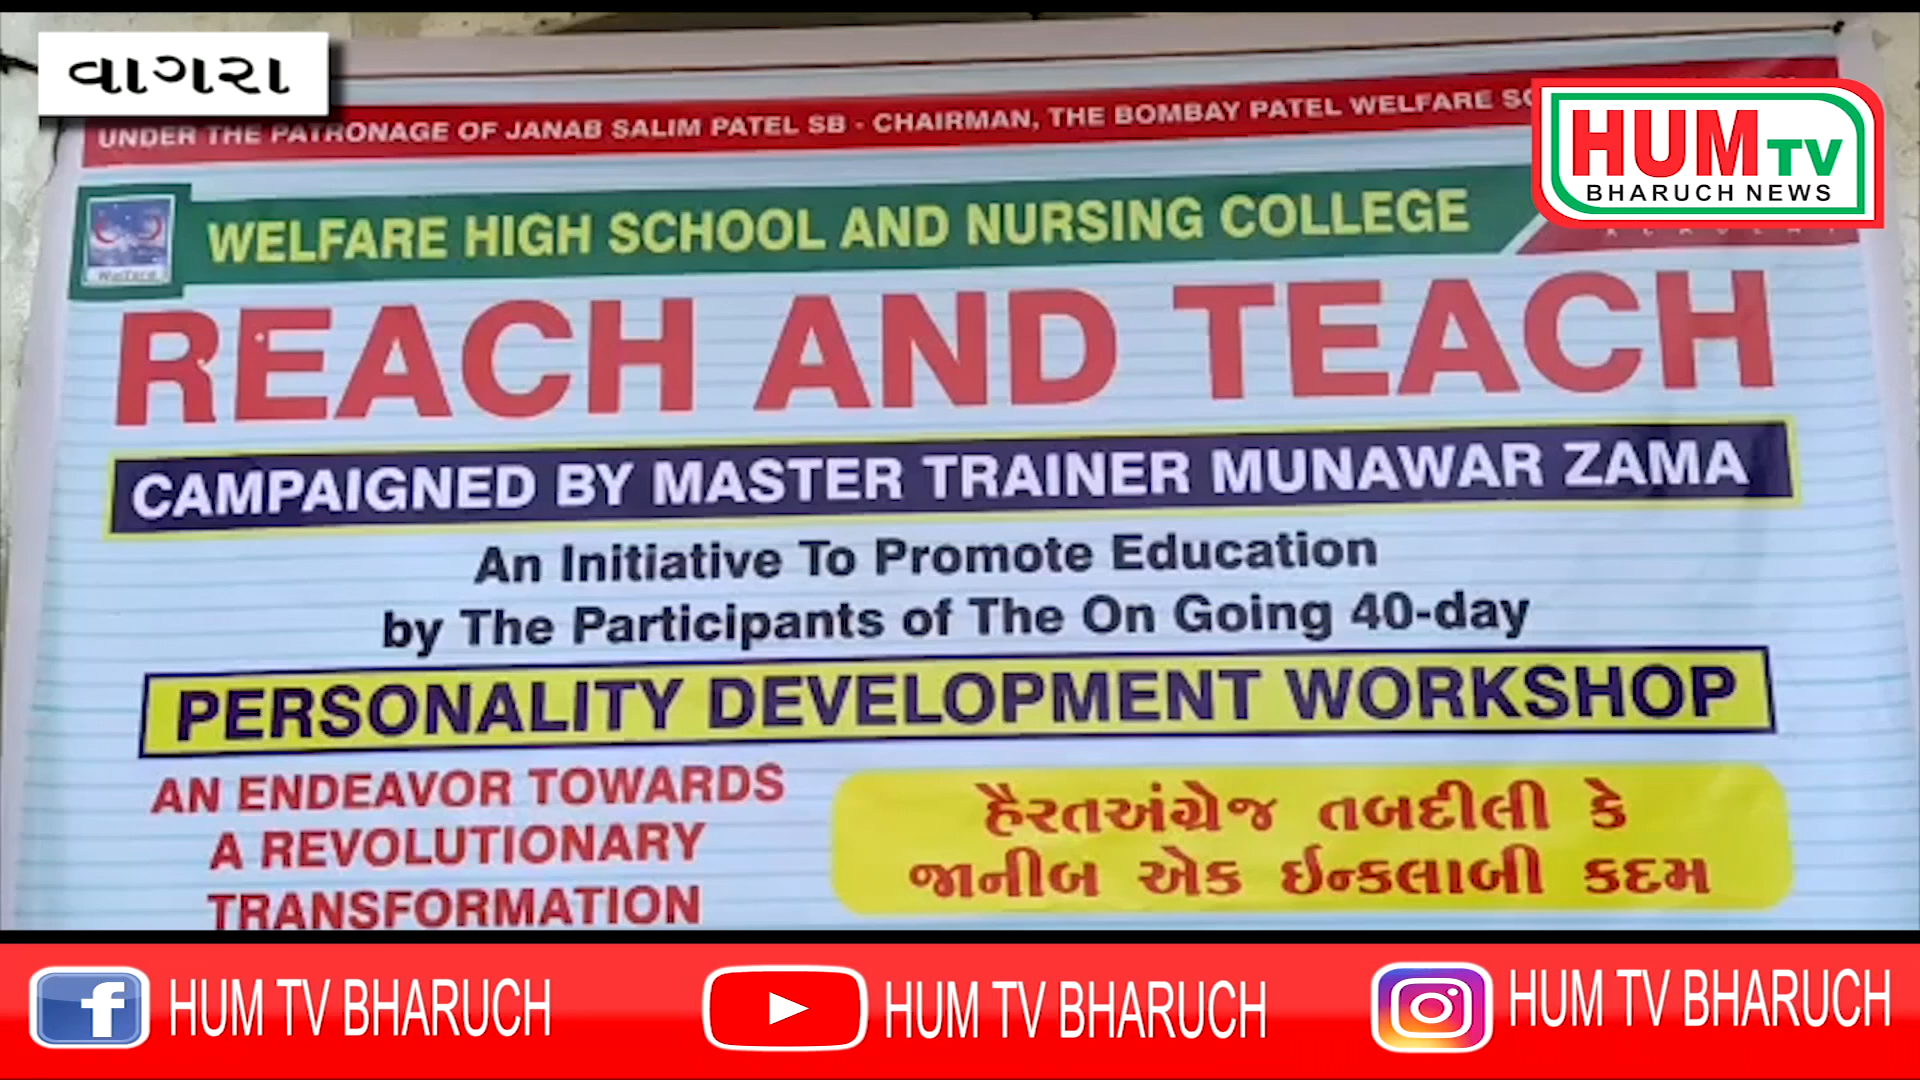 વાગરા
UNDER THE PATRONAGE OF JANAB SALIM PATEL SB - CHAIRMAN, THE BOMBAY PATEL WELFARE
HUM TV
BHARUCH NEWS
Welfare
WELFARE HIGH SCHOOL AND NURSING COLLEGE
REACH AND TEACH
CAMPAIGNED BY MASTER TRAINER MUNAWAR ZAMA
An Initiative To Promote Education
by The Participants of The On Going 40-day
PERSONALITY DEVELOPMENT WORKSHOP
AN ENDEAVOR TOWARDS
A REVOLUTIONARY
TRANSFORMATION
હૈરતઅંગ્રેજ તબદીલી કે
જાનીબ એક ઈન્કલાબી કદમ
HUM TV BHARUCH
HUM TV BHARUCH
HUM TV BHARUCH